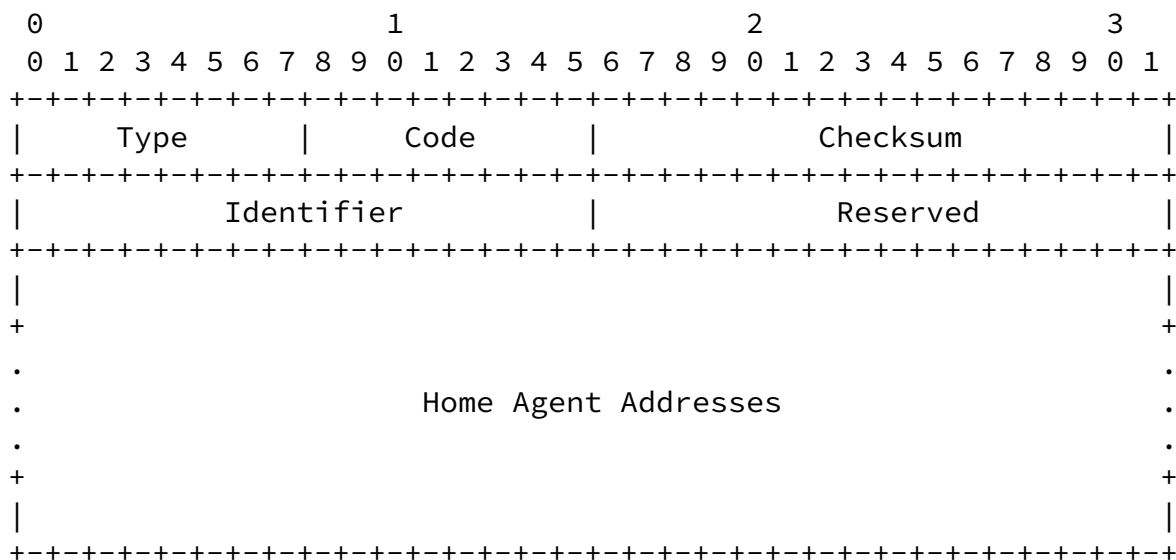 0                   1                   2                   3
0 1 2 3 4 5 6 7 8 9 0 1 2 3 4 5 6 7 8 9 0 1 2 3 4 5 6 7 8 9 0 1
+-+-+-+-+-+-+-+-+-+-+-+-+-+-+-+-+-+-+-+-+-+-+-+-+-+-+-+-+-+-+-+-+
|     Type      |     Code      |            Checksum           |
+-+-+-+-+-+-+-+-+-+-+-+-+-+-+-+-+-+-+-+-+-+-+-+-+-+-+-+-+-+-+-+-+
|           Identifier          |             Reserved          |
+-+-+-+-+-+-+-+-+-+-+-+-+-+-+-+-+-+-+-+-+-+-+-+-+-+-+-+-+-+-+-+-+
|                                                               |
+                                                               +
.                                                               .
.                      Home Agent Addresses                     .
.                                                               .
+                                                               +
|                                                               |
+-+-+-+-+-+-+-+-+-+-+-+-+-+-+-+-+-+-+-+-+-+-+-+-+-+-+-+-+-+-+-+-+